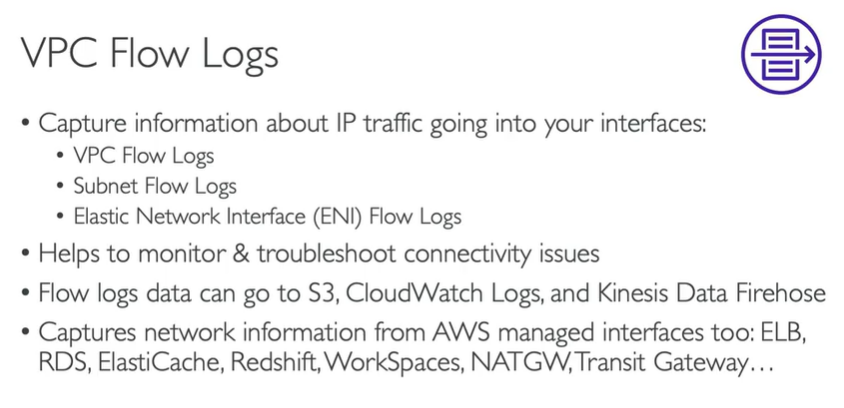 VPC Flow Logs
• Capture information about IP traffic going into your interfaces:
• VPC Flow Logs
• Subnet Flow Logs
• Elastic Network Interface (ENI) Flow Logs
• Helps to monitor & troubleshoot connectivity issues
• Flow logs data can go to S3, CloudWatch Logs, and Kinesis Data Firehose
• Captures network information from AWS managed interfaces too: ELB,
RDS, ElastiCache, Redshift, WorkSpaces, NATGW, Transit Gateway…